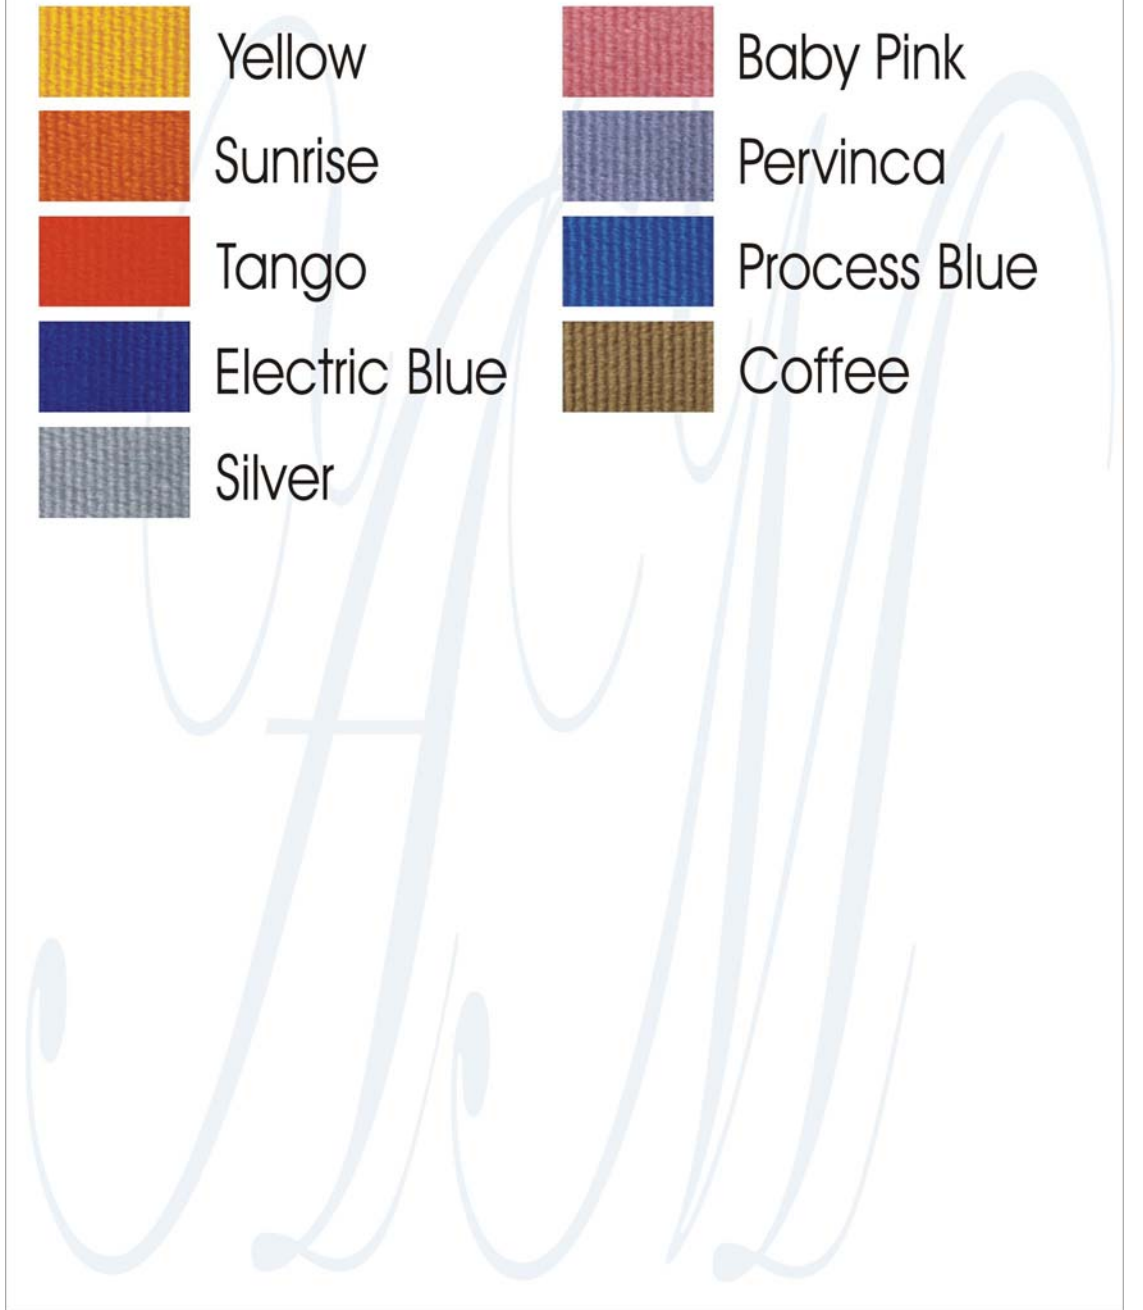 Yellow
Sunrise
Tango
Electric Blue
Silver
Baby Pink
Pervinca
Process Blue
Coffee